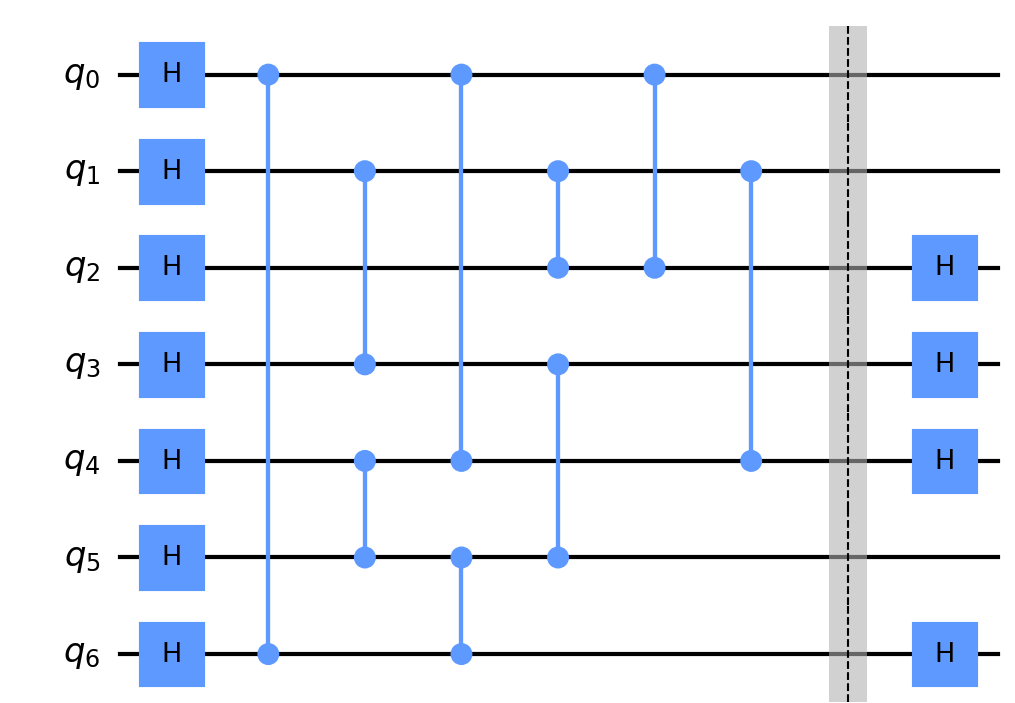 q0 H
q1 H
q2 H H
q3 H H
q4 H H
q5 H
q6 H H